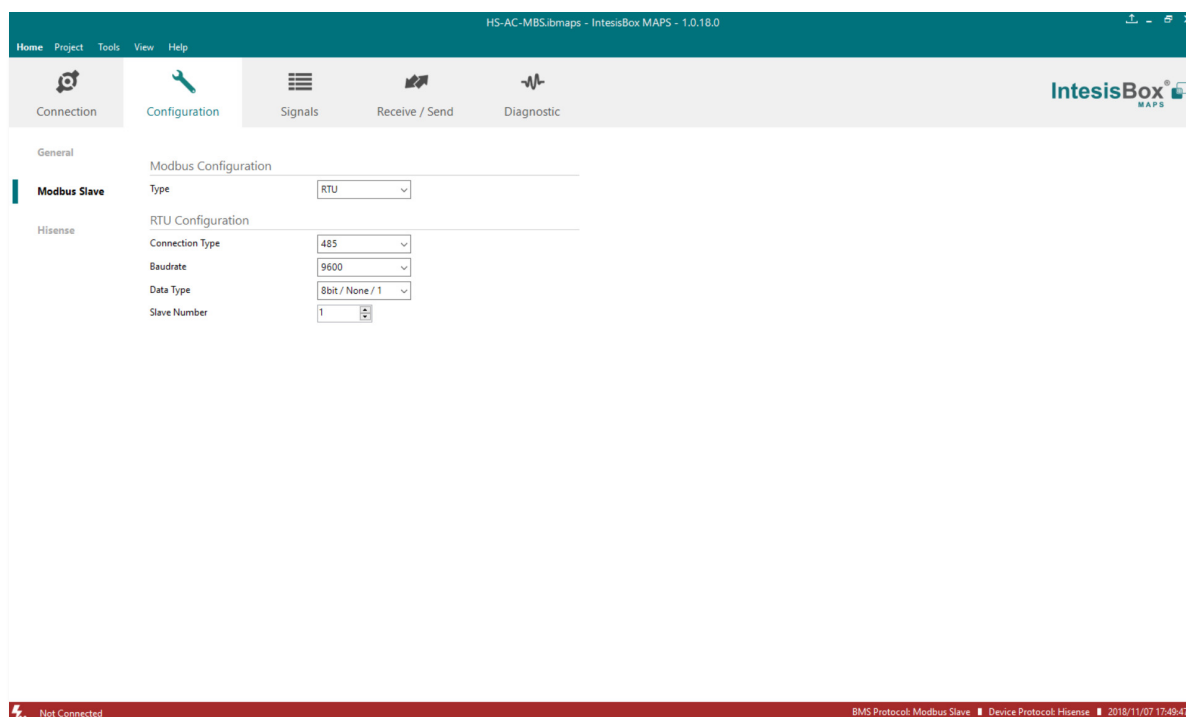 HS-AC-MBS.ibmaps - IntesisBox MAPS - 1.0.18.0
Home Project Tools View Help
Connection Configuration Signals Receive / Send Diagnostic
IntesisBox®
MAPS
General
Modbus Slave
Hisense
Modbus Configuration
Type RTU
RTU Configuration
Connection Type 485
Baudrate 9600
Data Type 8bit / None / 1
Slave Number 1
Not Connected
BMS Protocol: Modbus Slave Device Protocol: Hisense 2018/11/07 17:49:47